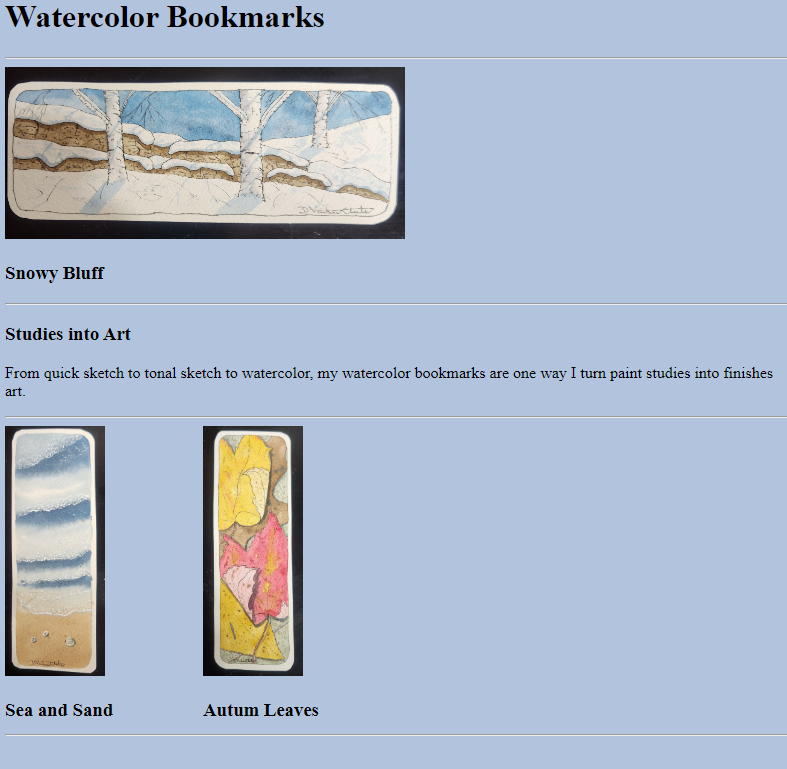 Watercolor Bookmarks
Snowy Bluff
Studies into Art
From quick sketch to tonal sketch to watercolor, my watercolor bookmarks are one way I turn paint studies into finishes
art.
Sea and Sand
Autum Leaves